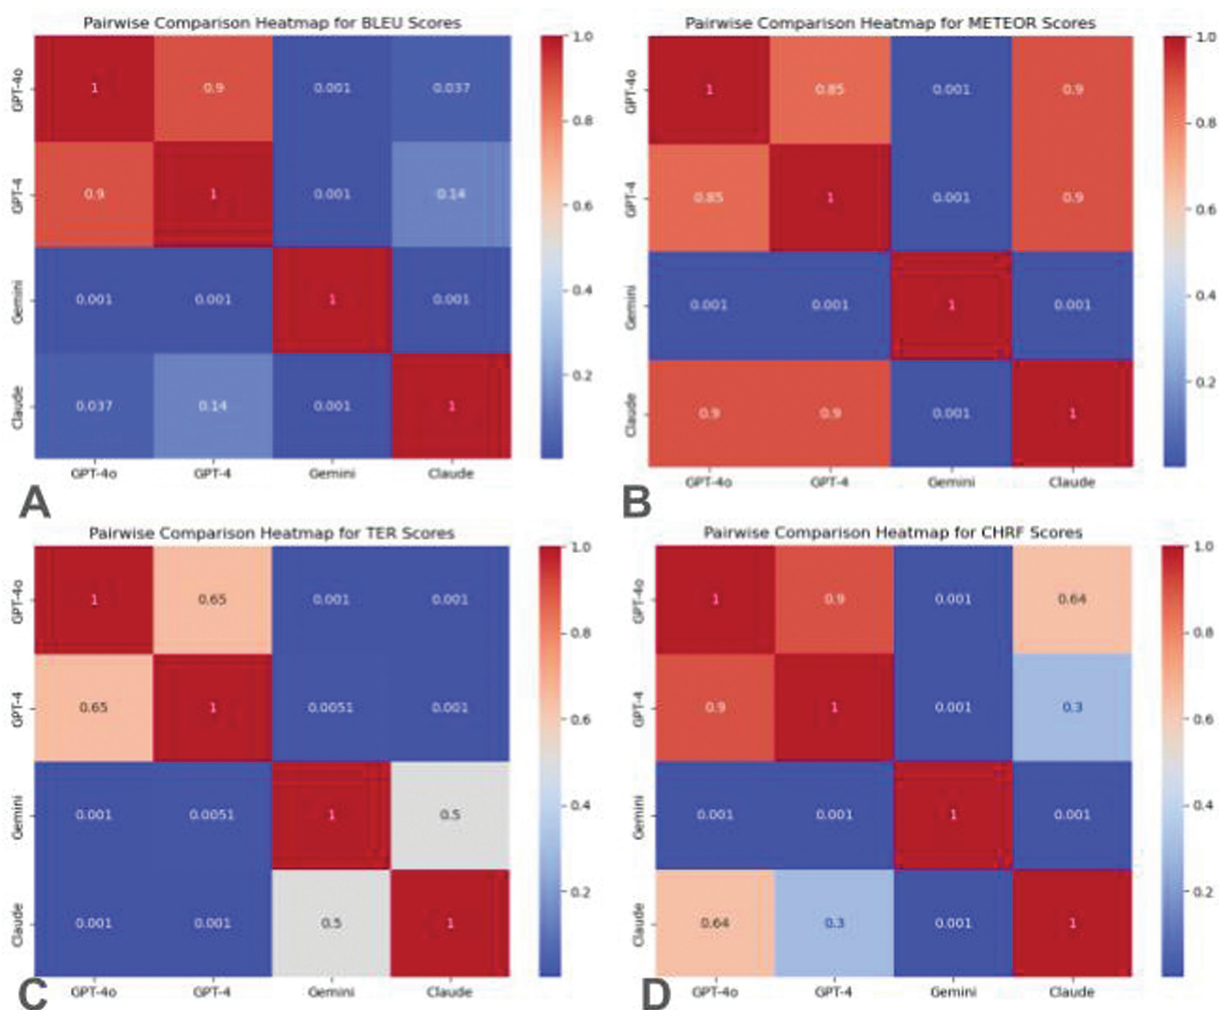 Pairwise Comparison Heatmap for BLEU Scores
GPT-4o 1 0.9 0.001 0.037
GPT-4 0.9 1 0.001 0.14
Gemini 0.001 0.001 1 0.001
Claude 0.037 0.14 0.001 1
GPT-4o GPT-4 Gemini Claude
1.0
0.8
0.6
0.4
0.2
A
Pairwise Comparison Heatmap for METEOR Scores
GPT-4o 1 0.85 0.001 0.9
GPT-4 0.85 1 0.001 0.9
Gemini 0.001 0.001 1 0.001
Claude 0.9 0.9 0.001 1
GPT-4o GPT-4 Gemini Claude
1.0
0.8
0.6
0.4
0.2
B
Pairwise Comparison Heatmap for TER Scores
GPT-4o 1 0.65 0.001 0.001
GPT-4 0.65 1 0.0051 0.001
Gemini 0.001 0.0051 1 0.5
Claude 0.001 0.001 0.5 1
GPT-4o GPT-4 Gemini Claude
1.0
0.8
0.6
0.4
0.2
C
Pairwise Comparison Heatmap for CHRF Scores
GPT-4o 1 0.9 0.001 0.64
GPT-4 0.9 1 0.001 0.3
Gemini 0.001 0.001 1 0.001
Claude 0.64 0.3 0.001 1
GPT-4o GPT-4 Gemini Claude
1.0
0.8
0.6
0.4
0.2
D